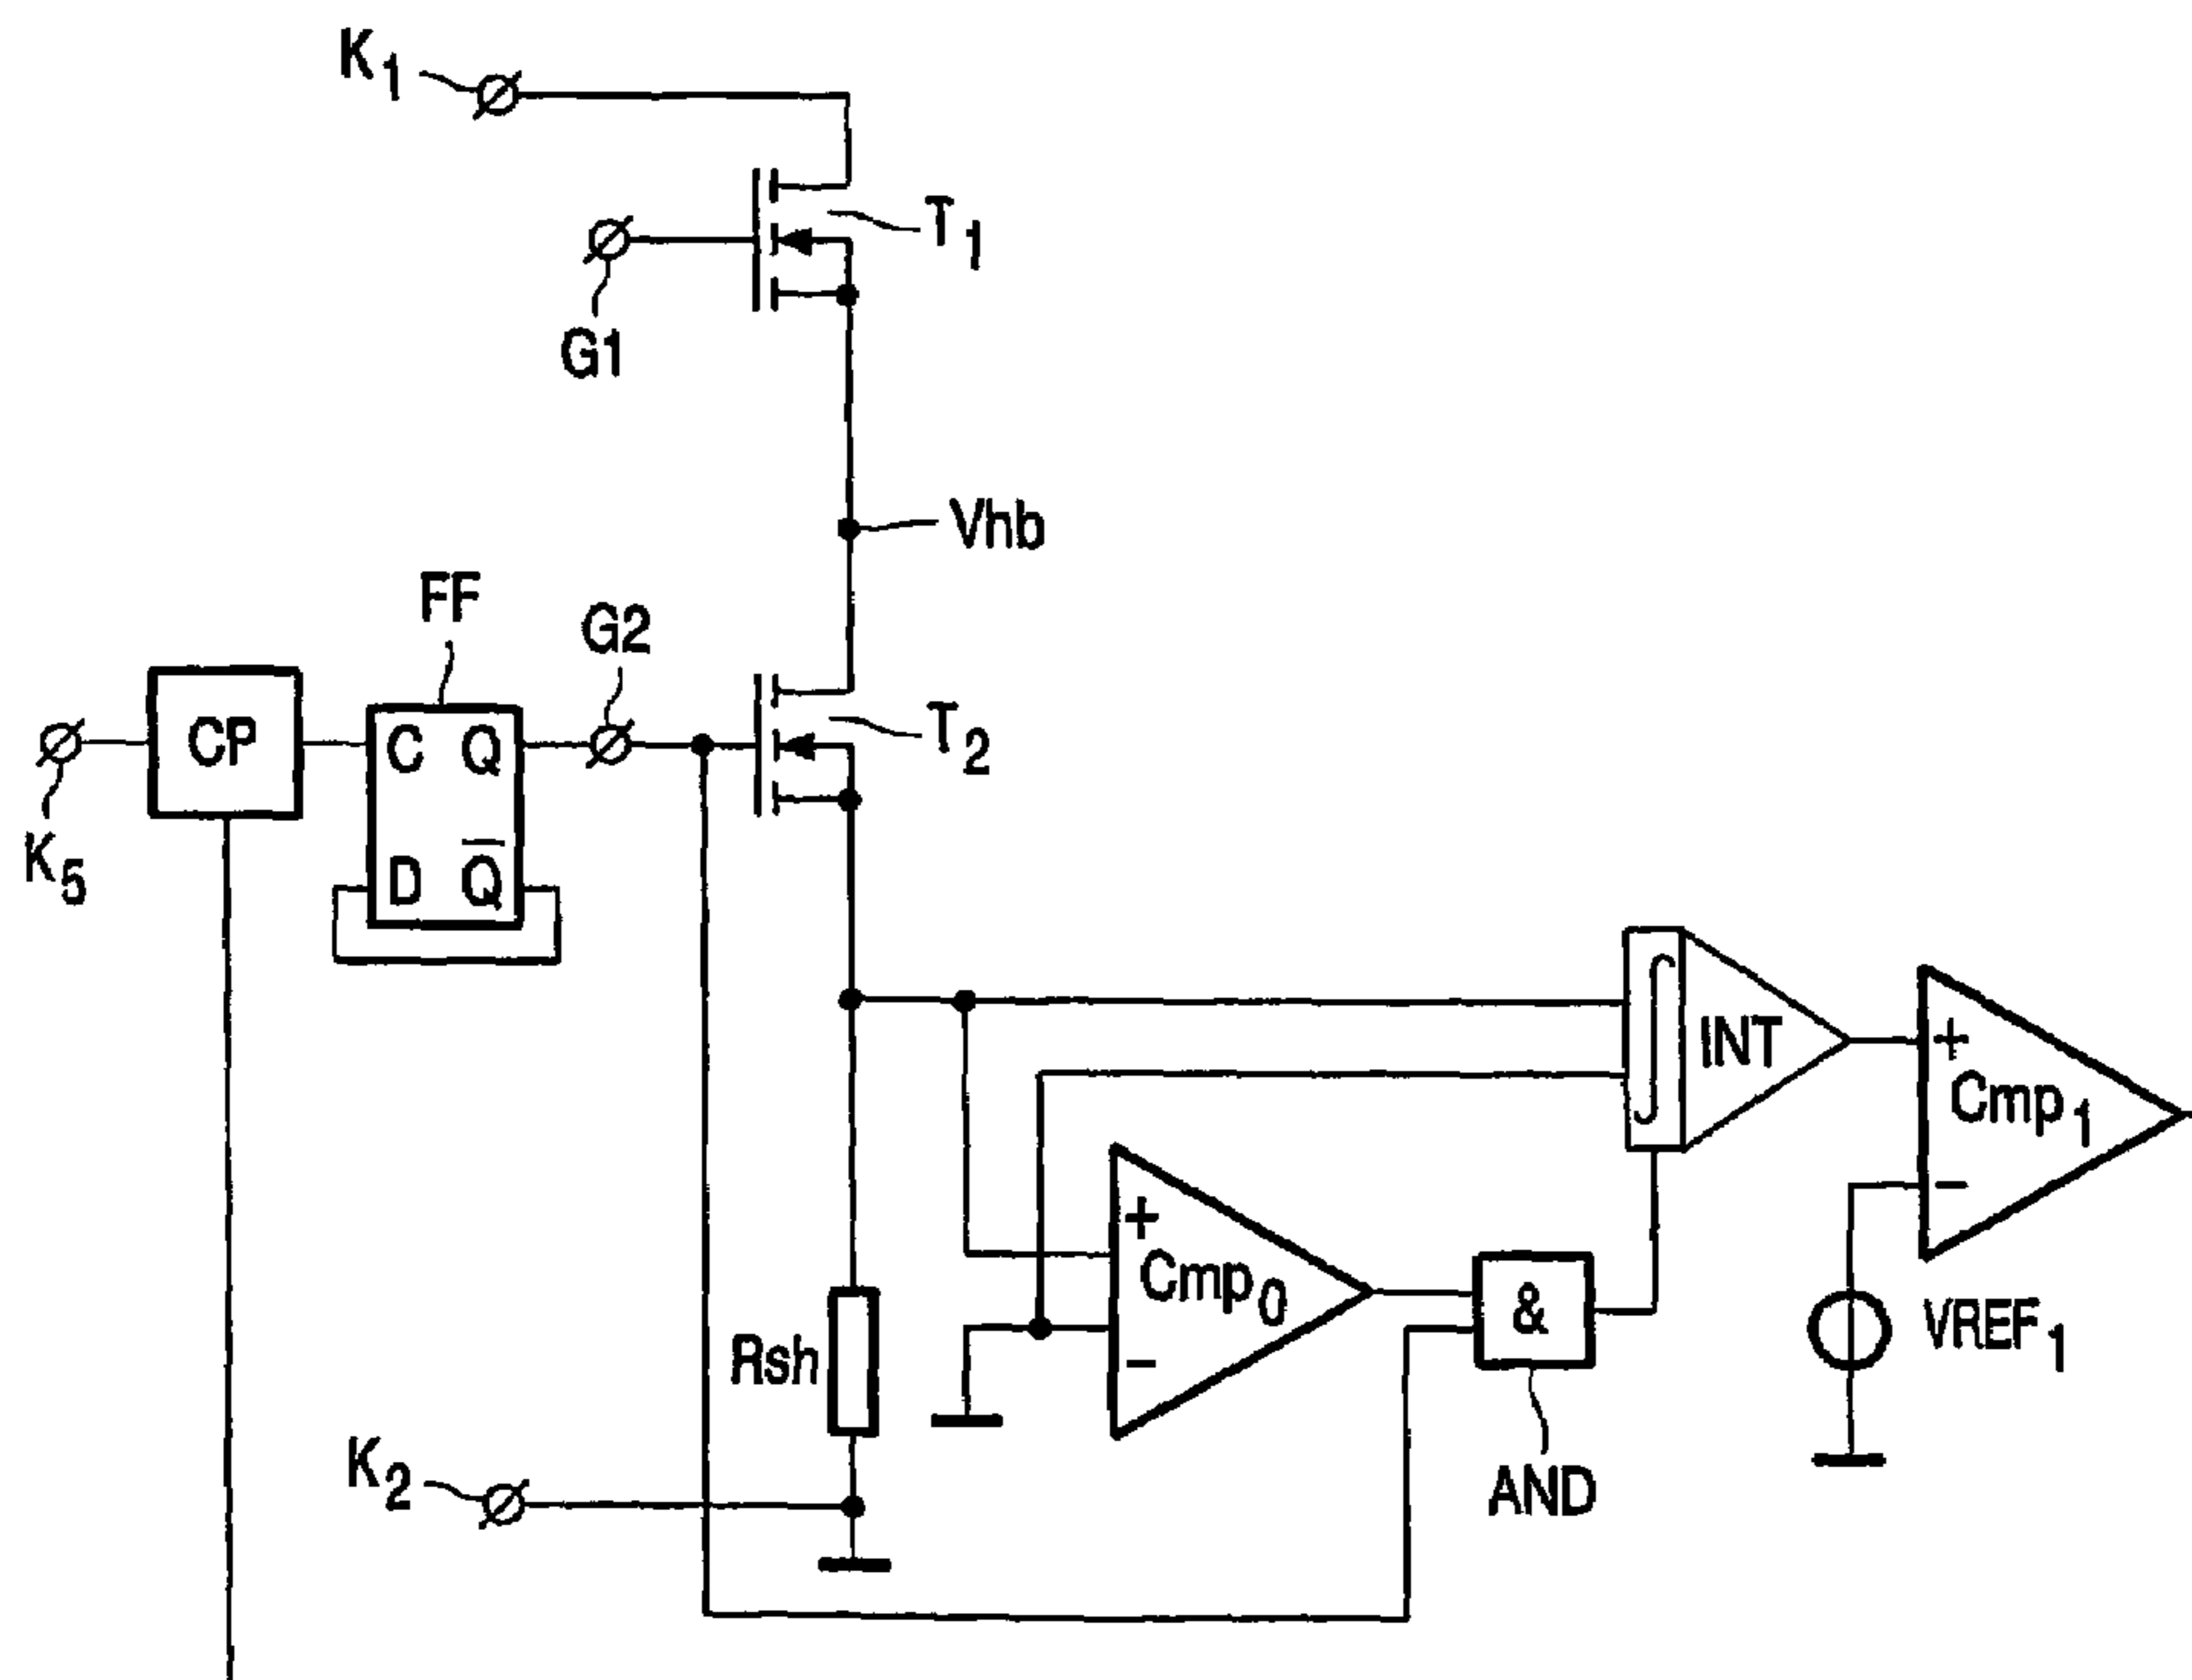 K1
T1
G1
Vhb
FF
G2
CP
C Q
T2
K5
D Q̅
INT
+
Cmp1
−
+
Cmp0
−
&
VREF1
Rsh
K2
AND